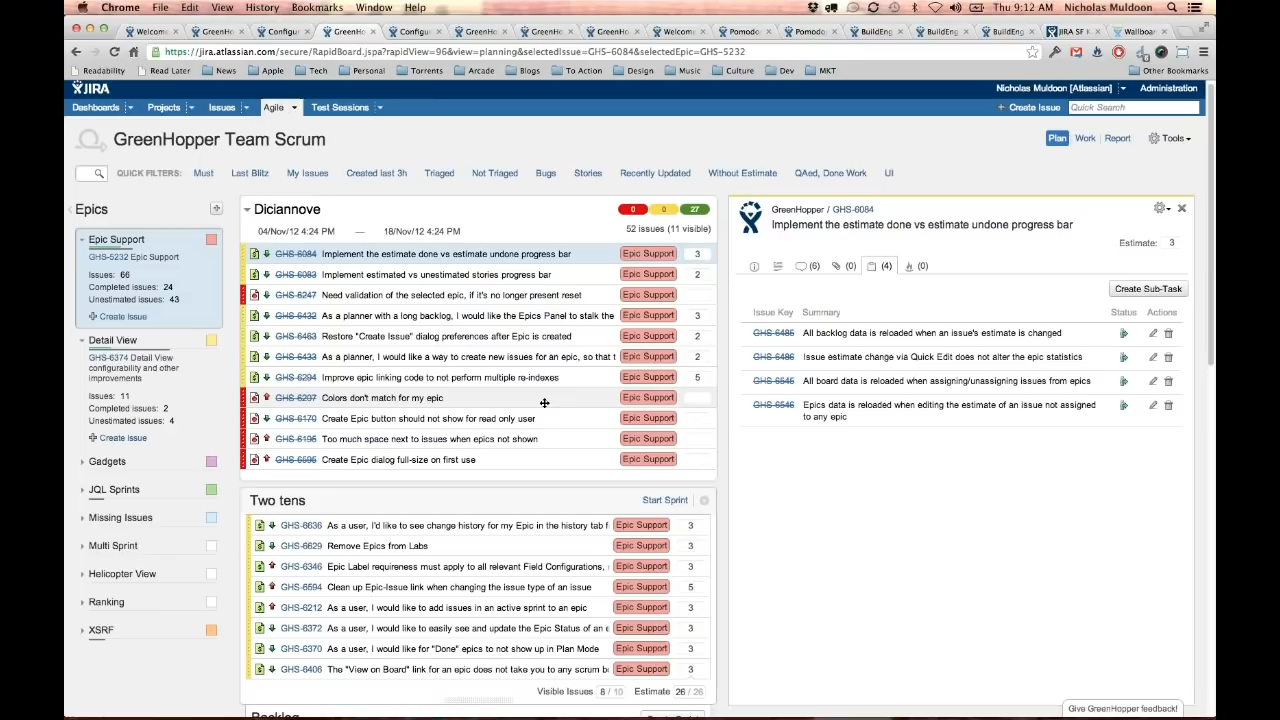 Chrome File Edit View History Bookmarks Window Help Thu 9:12 AM Nicholas Muldoon
Welcome GreenHo Configur GreenHo Configur GreenHo GreenHo GreenHo Welcome Pomodo Pomodo BuildEng BuildEng BuildEng JIRA SF Wallboar
https://jira.atlassian.com/secure/RapidBoard.jspa?rapidView=96&view=planning&selectedIssue=GHS-6084&selectedEpic=GHS-5232
Readability Read Later News Apple Tech Personal Torrents Arcade Blogs To Action Design Music Culture Dev MKT Other Bookmarks
JIRA Nicholas Muldoon [Atlassian] Administration
Dashboards Projects Issues Agile Test Sessions + Create Issue Quick Search
GreenHopper Team Scrum Plan Work Report Tools
QUICK FILTERS: Must Last Blitz My Issues Created last 3h Triaged Not Triaged Bugs Stories Recently Updated Without Estimate QAed, Done Work UI
Epics
Epic Support
GHS-5232 Epic Support
Issues: 66
Completed issues: 24
Unestimated issues: 43
Create Issue
Detail View
GHS-6374 Detail View
configurability and other
improvements
Issues: 11
Completed issues: 2
Unestimated issues: 4
Create Issue
Gadgets
JQL Sprints
Missing Issues
Multi Sprint
Helicopter View
Ranking
XSRF
Diciannove 0 0 27
04/Nov/12 4:24 PM — 18/Nov/12 4:24 PM 52 issues (11 visible)
GHS-6084 Implement the estimate done vs estimate undone progress bar Epic Support 3
GHS-6083 Implement estimated vs unestimated stories progress bar Epic Support 2
GHS-6247 Need validation of the selected epic, if it's no longer present reset Epic Support
GHS-6432 As a planner with a long backlog, I would like the Epics Panel to stalk the Epic Support 3
GHS-6463 Restore "Create Issue" dialog preferences after Epic is created Epic Support 2
GHS-6433 As a planner, I would like a way to create new issues for an epic, so that t Epic Support 2
GHS-6294 Improve epic linking code to not perform multiple re-indexes Epic Support 5
GHS-6207 Colors don't match for my epic Epic Support
GHS-6170 Create Epic button should not show for read only user Epic Support
GHS-6195 Too much space next to issues when epics not shown Epic Support
GHS-6595 Create Epic dialog full-size on first use Epic Support
Two tens Start Sprint
GHS-6636 As a user, I'd like to see change history for my Epic in the history tab f Epic Support 3
GHS-6629 Remove Epics from Labs Epic Support 3
GHS-6346 Epic Label requireness must apply to all relevant Field Configurations, Epic Support 3
GHS-6594 Clean up Epic-Issue link when changing the issue type of an issue Epic Support 5
GHS-6212 As a user, I would like to add issues in an active sprint to an epic Epic Support 3
GHS-6372 As a user, I would like to easily see and update the Epic Status of an e Epic Support 3
GHS-6370 As a user, I would like for "Done" epics to not show up in Plan Mode Epic Support 3
GHS-6406 The "View on Board" link for an epic does not take you to any scrum b Epic Support 3
Visible Issues 8 / 10 Estimate 26 / 26
Backlog
GreenHopper / GHS-6084
Implement the estimate done vs estimate undone progress bar
Estimate: 3
(6) (0) (4) (0)
Create Sub-Task
Issue Key Summary Status Actions
GHS-6485 All backlog data is reloaded when an issue's estimate is changed
GHS-6486 Issue estimate change via Quick Edit does not alter the epic statistics
GHS-6545 All board data is reloaded when assigning/unassigning issues from epics
GHS-6546 Epics data is reloaded when editing the estimate of an issue not assigned
to any epic
Give GreenHopper feedback!